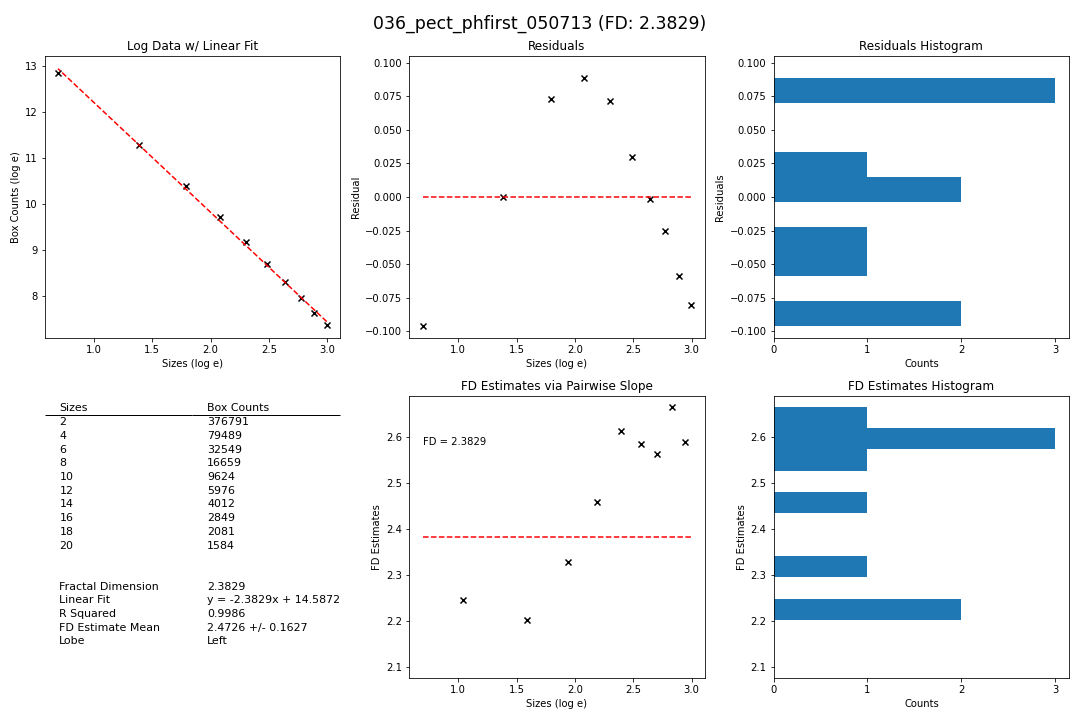 036_pect_phfirst_050713 (FD: 2.3829)
Log Data w/ Linear Fit
13
12
11
10
9
8
1.0 1.5 2.0 2.5 3.0
Sizes (log e)
Box Counts (log e)
Residuals
0.100
0.075
0.050
0.025
0.000
−0.025
−0.050
−0.075
−0.100
1.0 1.5 2.0 2.5 3.0
Sizes (log e)
Residual
Residuals Histogram
0.100
0.075
0.050
0.025
0.000
−0.025
−0.050
−0.075
−0.100
0 1 2 3
Counts
Residuals
Sizes Box Counts
2 376791
4 79489
6 32549
8 16659
10 9624
12 5976
14 4012
16 2849
18 2081
20 1584
Fractal Dimension 2.3829
Linear Fit y = -2.3829x + 14.5872
R Squared 0.9986
FD Estimate Mean 2.4726 +/- 0.1627
Lobe Left
FD Estimates via Pairwise Slope
FD = 2.3829
2.6
2.5
2.4
2.3
2.2
2.1
1.0 1.5 2.0 2.5 3.0
Sizes (log e)
FD Estimates
FD Estimates Histogram
2.6
2.5
2.4
2.3
2.2
2.1
0 1 2 3
Counts
FD Estimates